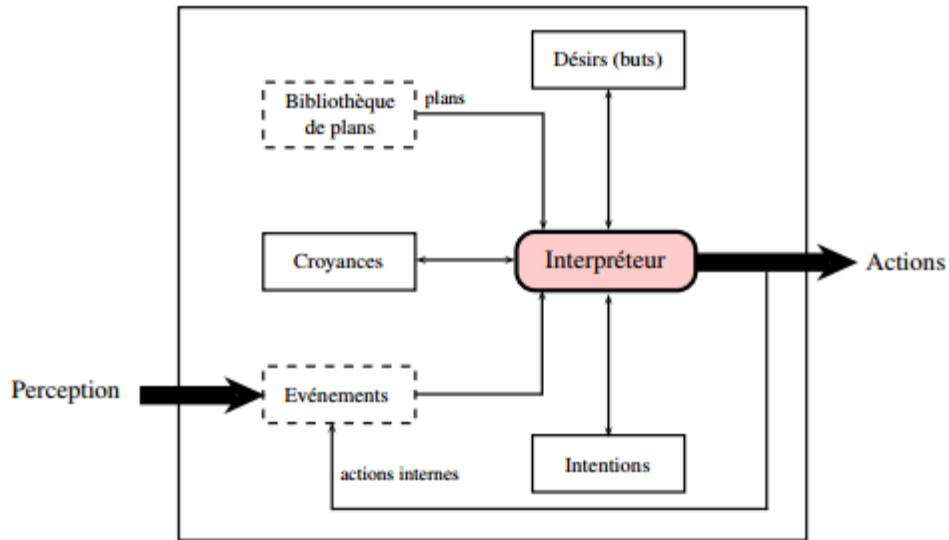 Désirs (buts)
Bibliothèque
de plans
plans
Croyances
Interpréteur
Actions
Perception
Evénements
actions internes
Intentions